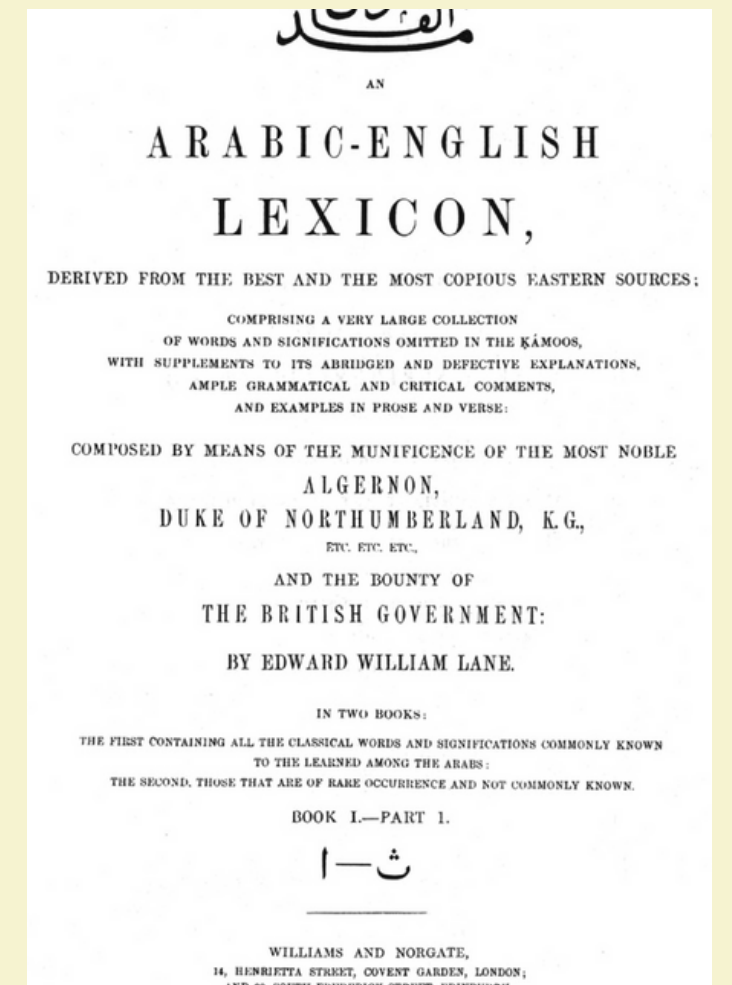 AN
ARABIC-ENGLISH
LEXICON,
DERIVED FROM THE BEST AND THE MOST COPIOUS EASTERN SOURCES;
COMPRISING A VERY LARGE COLLECTION
OF WORDS AND SIGNIFICATIONS OMITTED IN THE ḲÁMOOS,
WITH SUPPLEMENTS TO ITS ABRIDGED AND DEFECTIVE EXPLANATIONS,
AMPLE GRAMMATICAL AND CRITICAL COMMENTS,
AND EXAMPLES IN PROSE AND VERSE:
COMPOSED BY MEANS OF THE MUNIFICENCE OF THE MOST NOBLE
ALGERNON,
DUKE OF NORTHUMBERLAND, K.G.,
ETC. ETC. ETC.,
AND THE BOUNTY OF
THE BRITISH GOVERNMENT:
BY EDWARD WILLIAM LANE.
IN TWO BOOKS:
THE FIRST CONTAINING ALL THE CLASSICAL WORDS AND SIGNIFICATIONS COMMONLY KNOWN
TO THE LEARNED AMONG THE ARABS:
THE SECOND, THOSE THAT ARE OF RARE OCCURRENCE AND NOT COMMONLY KNOWN.
BOOK I.—PART 1.
ا—ث
WILLIAMS AND NORGATE,
14, HENRIETTA STREET, COVENT GARDEN, LONDON;